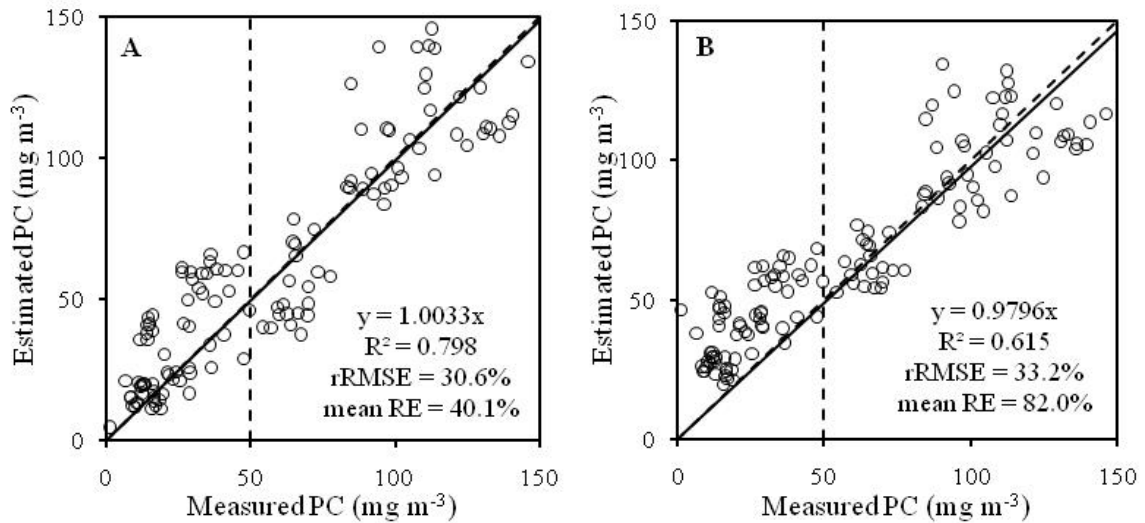 A
Estimated PC (mg m⁻³)
150
100
50
0
y = 1.0033x
R² = 0.798
rRMSE = 30.6%
mean RE = 40.1%
0 50 100 150
Measured PC (mg m⁻³)
B
Estimated PC (mg m⁻³)
150
100
50
0
y = 0.9796x
R² = 0.615
rRMSE = 33.2%
mean RE = 82.0%
0 50 100 150
Measured PC (mg m⁻³)